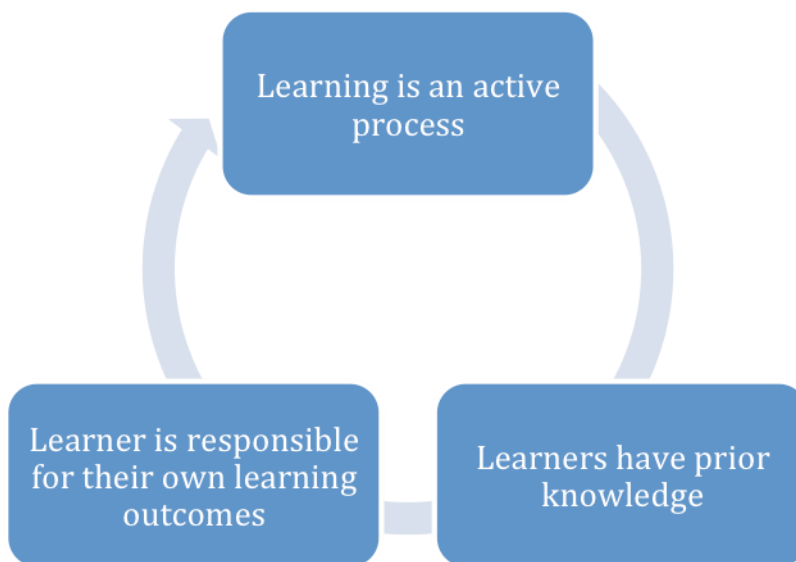 Learning is an active
process
Learner is responsible
for their own learning
outcomes
Learners have prior
knowledge